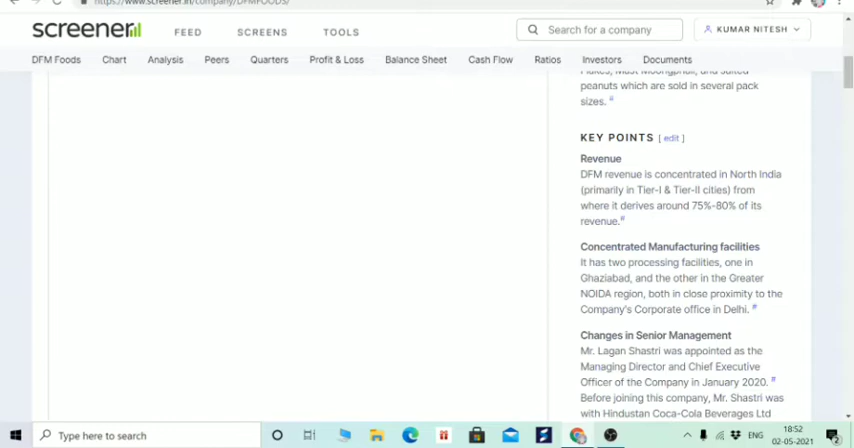 https://www.screener.in/company/DFMFOODS/
screener
FEED SCREENS TOOLS
Search for a company
KUMAR NITESH
DFM Foods Chart Analysis Peers Quarters Profit & Loss Balance Sheet Cash Flow Ratios Investors Documents
Flakes, Mast Moongphali, and salted
peanuts which are sold in several pack
sizes. #
KEY POINTS [ edit ]
Revenue
DFM revenue is concentrated in North India
(primarily in Tier-I & Tier-II cities) from
where it derives around 75%-80% of its
revenue.#
Concentrated Manufacturing facilities
It has two processing facilities, one in
Ghaziabad, and the other in the Greater
NOIDA region, both in close proximity to the
Company's Corporate office in Delhi. #
Changes in Senior Management
Mr. Lagan Shastri was appointed as the
Managing Director and Chief Executive
Officer of the Company in January 2020. #
Before joining this company, Mr. Shastri was
with Hindustan Coca-Cola Beverages Ltd
Type here to search
ENG
18:52
02-05-2021
2